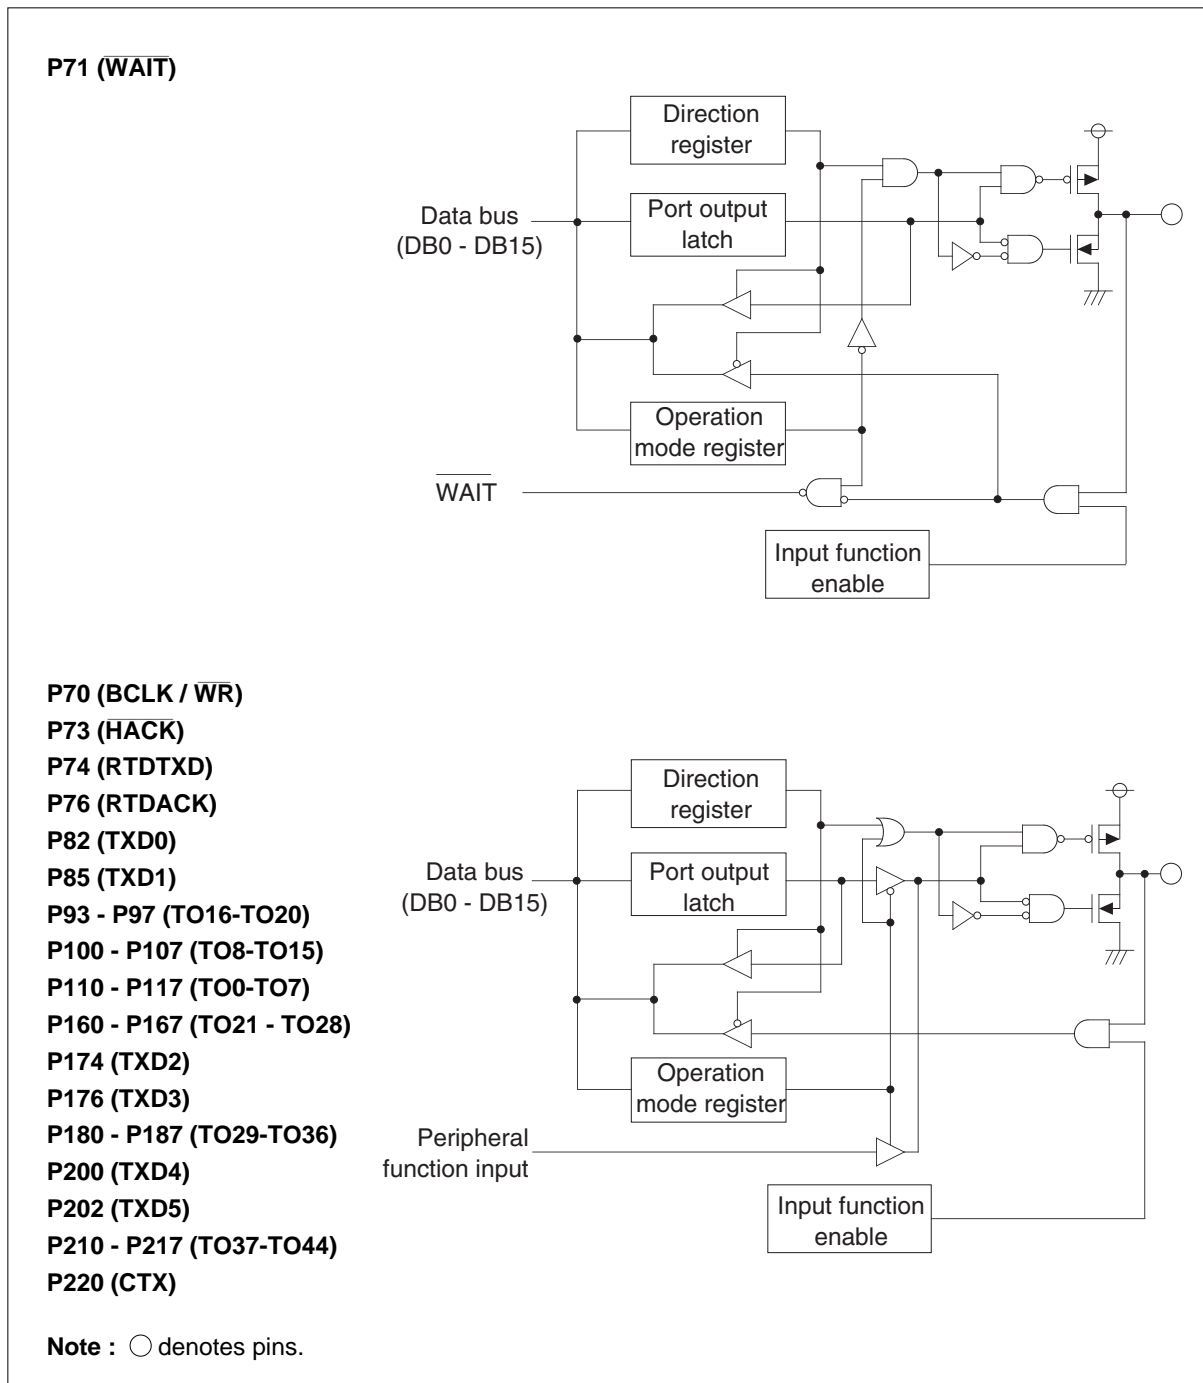 P71 (W̅A̅I̅T̅)
Direction
register
Data bus
(DB0 - DB15)
Port output
latch
Operation
mode register
W̅A̅I̅T̅
Input function
enable
P70 (BCLK / W̅R̅)
P73 (H̅A̅C̅K̅)
P74 (RTDTXD)
P76 (RTDACK)
P82 (TXD0)
P85 (TXD1)
P93 - P97 (TO16-TO20)
P100 - P107 (TO8-TO15)
P110 - P117 (TO0-TO7)
P160 - P167 (TO21 - TO28)
P174 (TXD2)
P176 (TXD3)
P180 - P187 (TO29-TO36)
P200 (TXD4)
P202 (TXD5)
P210 - P217 (TO37-TO44)
P220 (CTX)
Direction
register
Data bus
(DB0 - DB15)
Port output
latch
Operation
mode register
Peripheral
function input
Input function
enable
Note : ○ denotes pins.